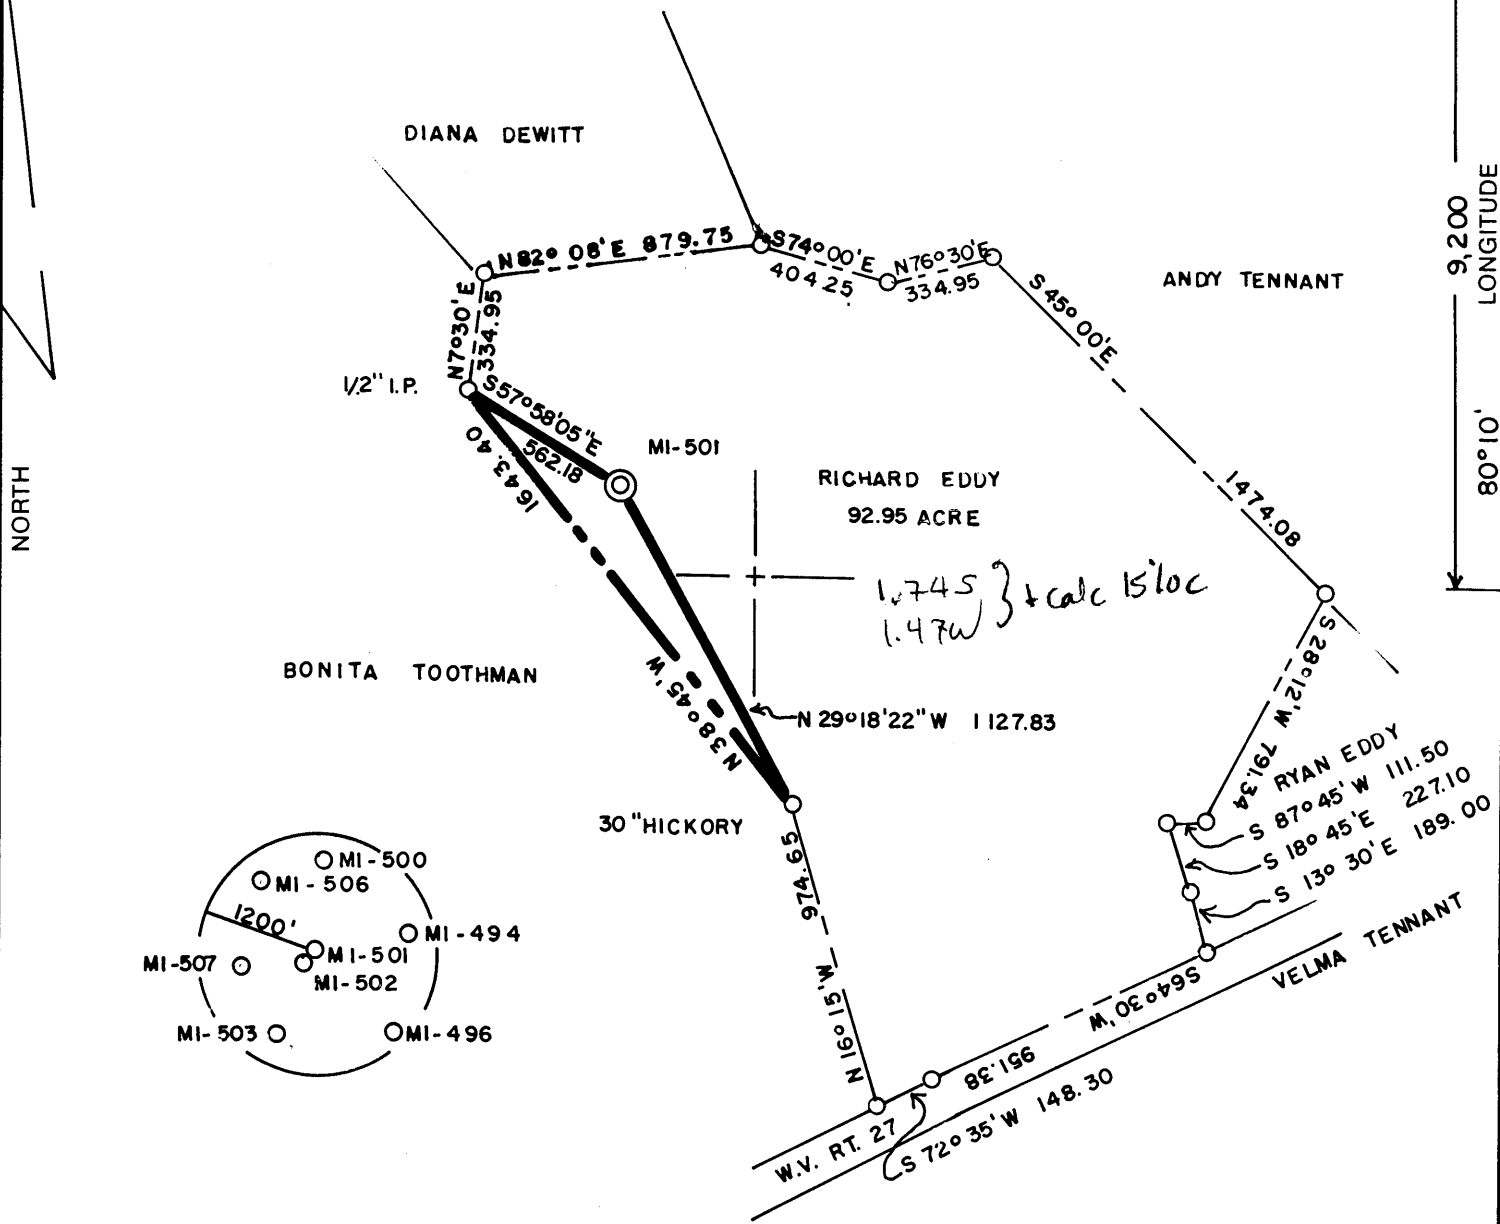 DIANA DEWITT
N82° 08'E 879.75
S74°00'E
404.25
N76°30'E
334.95
ANDY TENNANT
9,200
LONGITUDE
80°10'
S 45° 00'E
1474.08
N7°30' E
334.95
1/2" I.P.
S57°58'05"E
562.18
1643.40
N 38°45' W
MI-501
RICHARD EDDY
92.95 ACRE
NORTH
1.74S
1.47W
calc 15'loc
BONITA TOOTHMAN
N 29°18'22" W 1127.83
S 28°12'W 791.34
RYAN EDDY
S 87° 45' W 111.50
S 18° 45'E 227.10
S 13° 30' E 189.00
30" HICKORY
N 16° 15' W
974.65
MI-500
MI-506
1200'
MI-494
MI-501
MI-507
MI-502
MI-503
MI-496
S64°30'W
951.38
VELMA TENNANT
W.V. RT. 27
S 72° 35' W 148.30